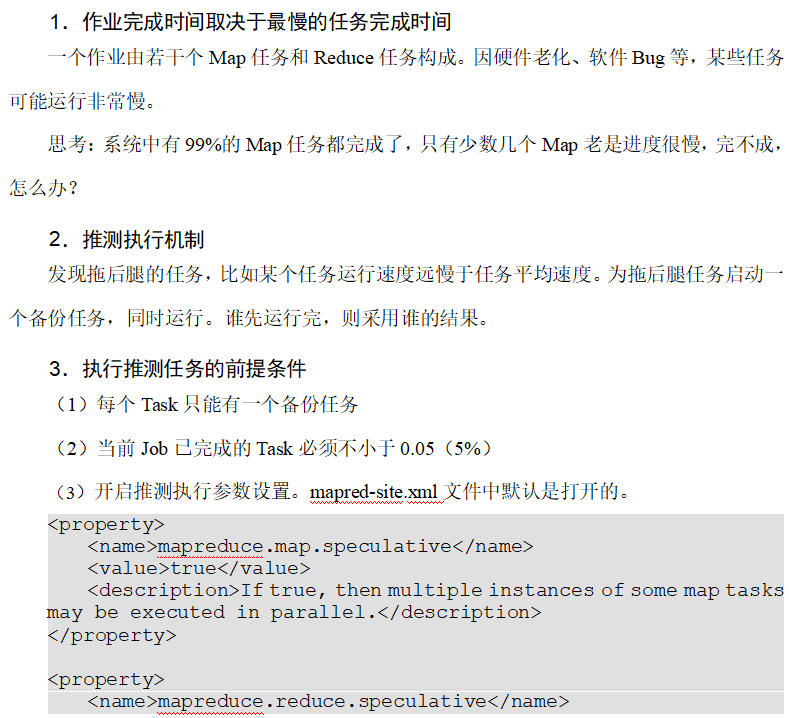 1．作业完成时间取决于最慢的任务完成时间
一个作业由若干个 Map 任务和 Reduce 任务构成。因硬件老化、软件 Bug 等，某些任务
可能运行非常慢。
思考：系统中有 99%的 Map 任务都完成了，只有少数几个 Map 老是进度很慢，完不成，
怎么办？
2．推测执行机制
发现拖后腿的任务，比如某个任务运行速度远慢于任务平均速度。为拖后腿任务启动一
个备份任务，同时运行。谁先运行完，则采用谁的结果。
3．执行推测任务的前提条件
（1）每个 Task 只能有一个备份任务
（2）当前 Job 已完成的 Task 必须不小于 0.05（5%）
（3）开启推测执行参数设置。mapred-site.xml 文件中默认是打开的。
<property>
<name>mapreduce.map.speculative</name>
<value>true</value>
<description>If true, then multiple instances of some map tasks
may be executed in parallel.</description>
</property>
<property>
<name>mapreduce.reduce.speculative</name>